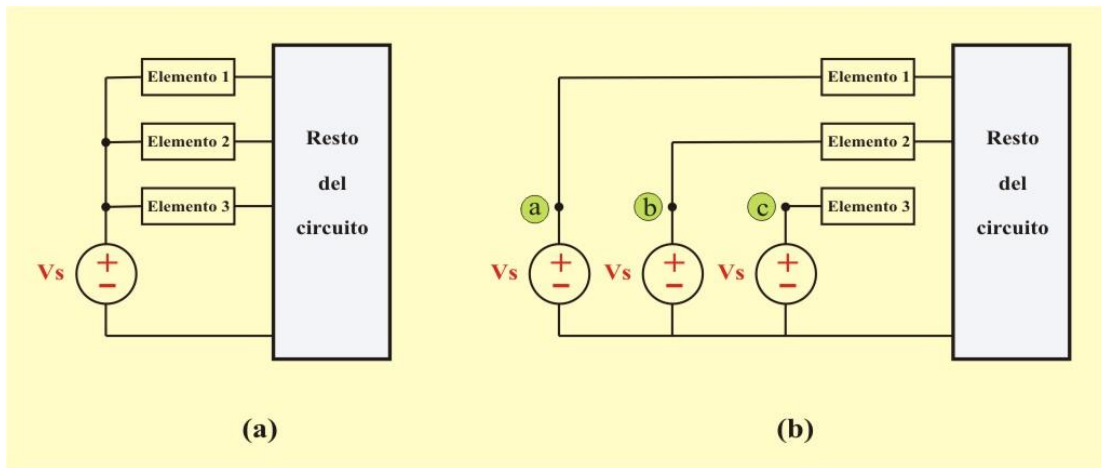 Elemento 1
Elemento 2
Elemento 3
Resto
del
circuito
Vs
+
−
(a)
Elemento 1
Elemento 2
Elemento 3
Resto
del
circuito
a
b
c
Vs
+
−
Vs
+
−
Vs
+
−
(b)